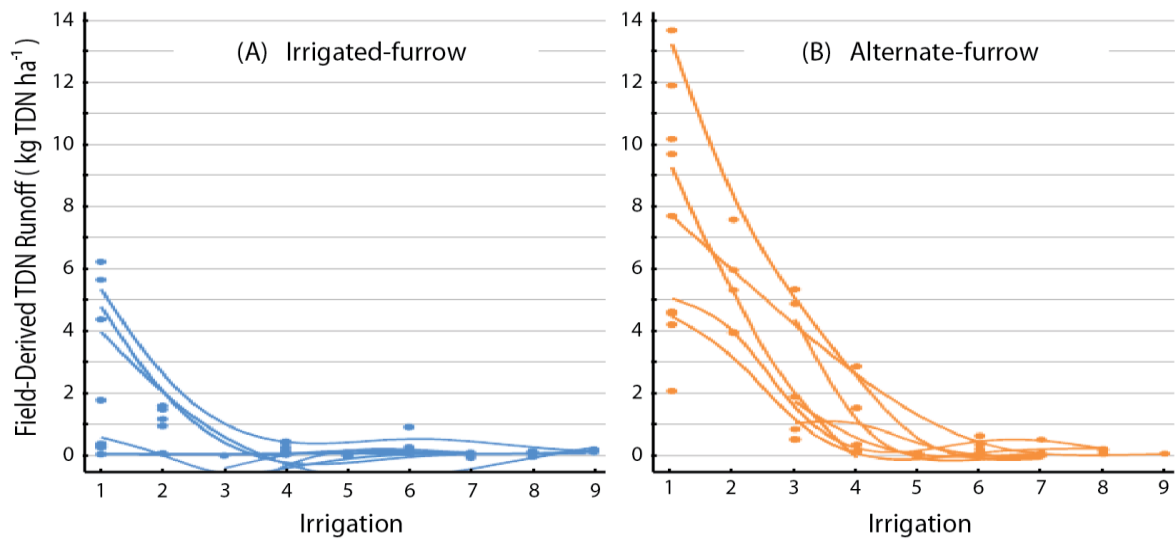 (A) Irrigated-furrow
Field-Derived TDN Runoff ( kg TDN ha⁻¹ )
14
12
10
8
6
4
2
0
1 2 3 4 5 6 7 8 9
Irrigation
(B) Alternate-furrow
14
12
10
8
6
4
2
0
1 2 3 4 5 6 7 8 9
Irrigation